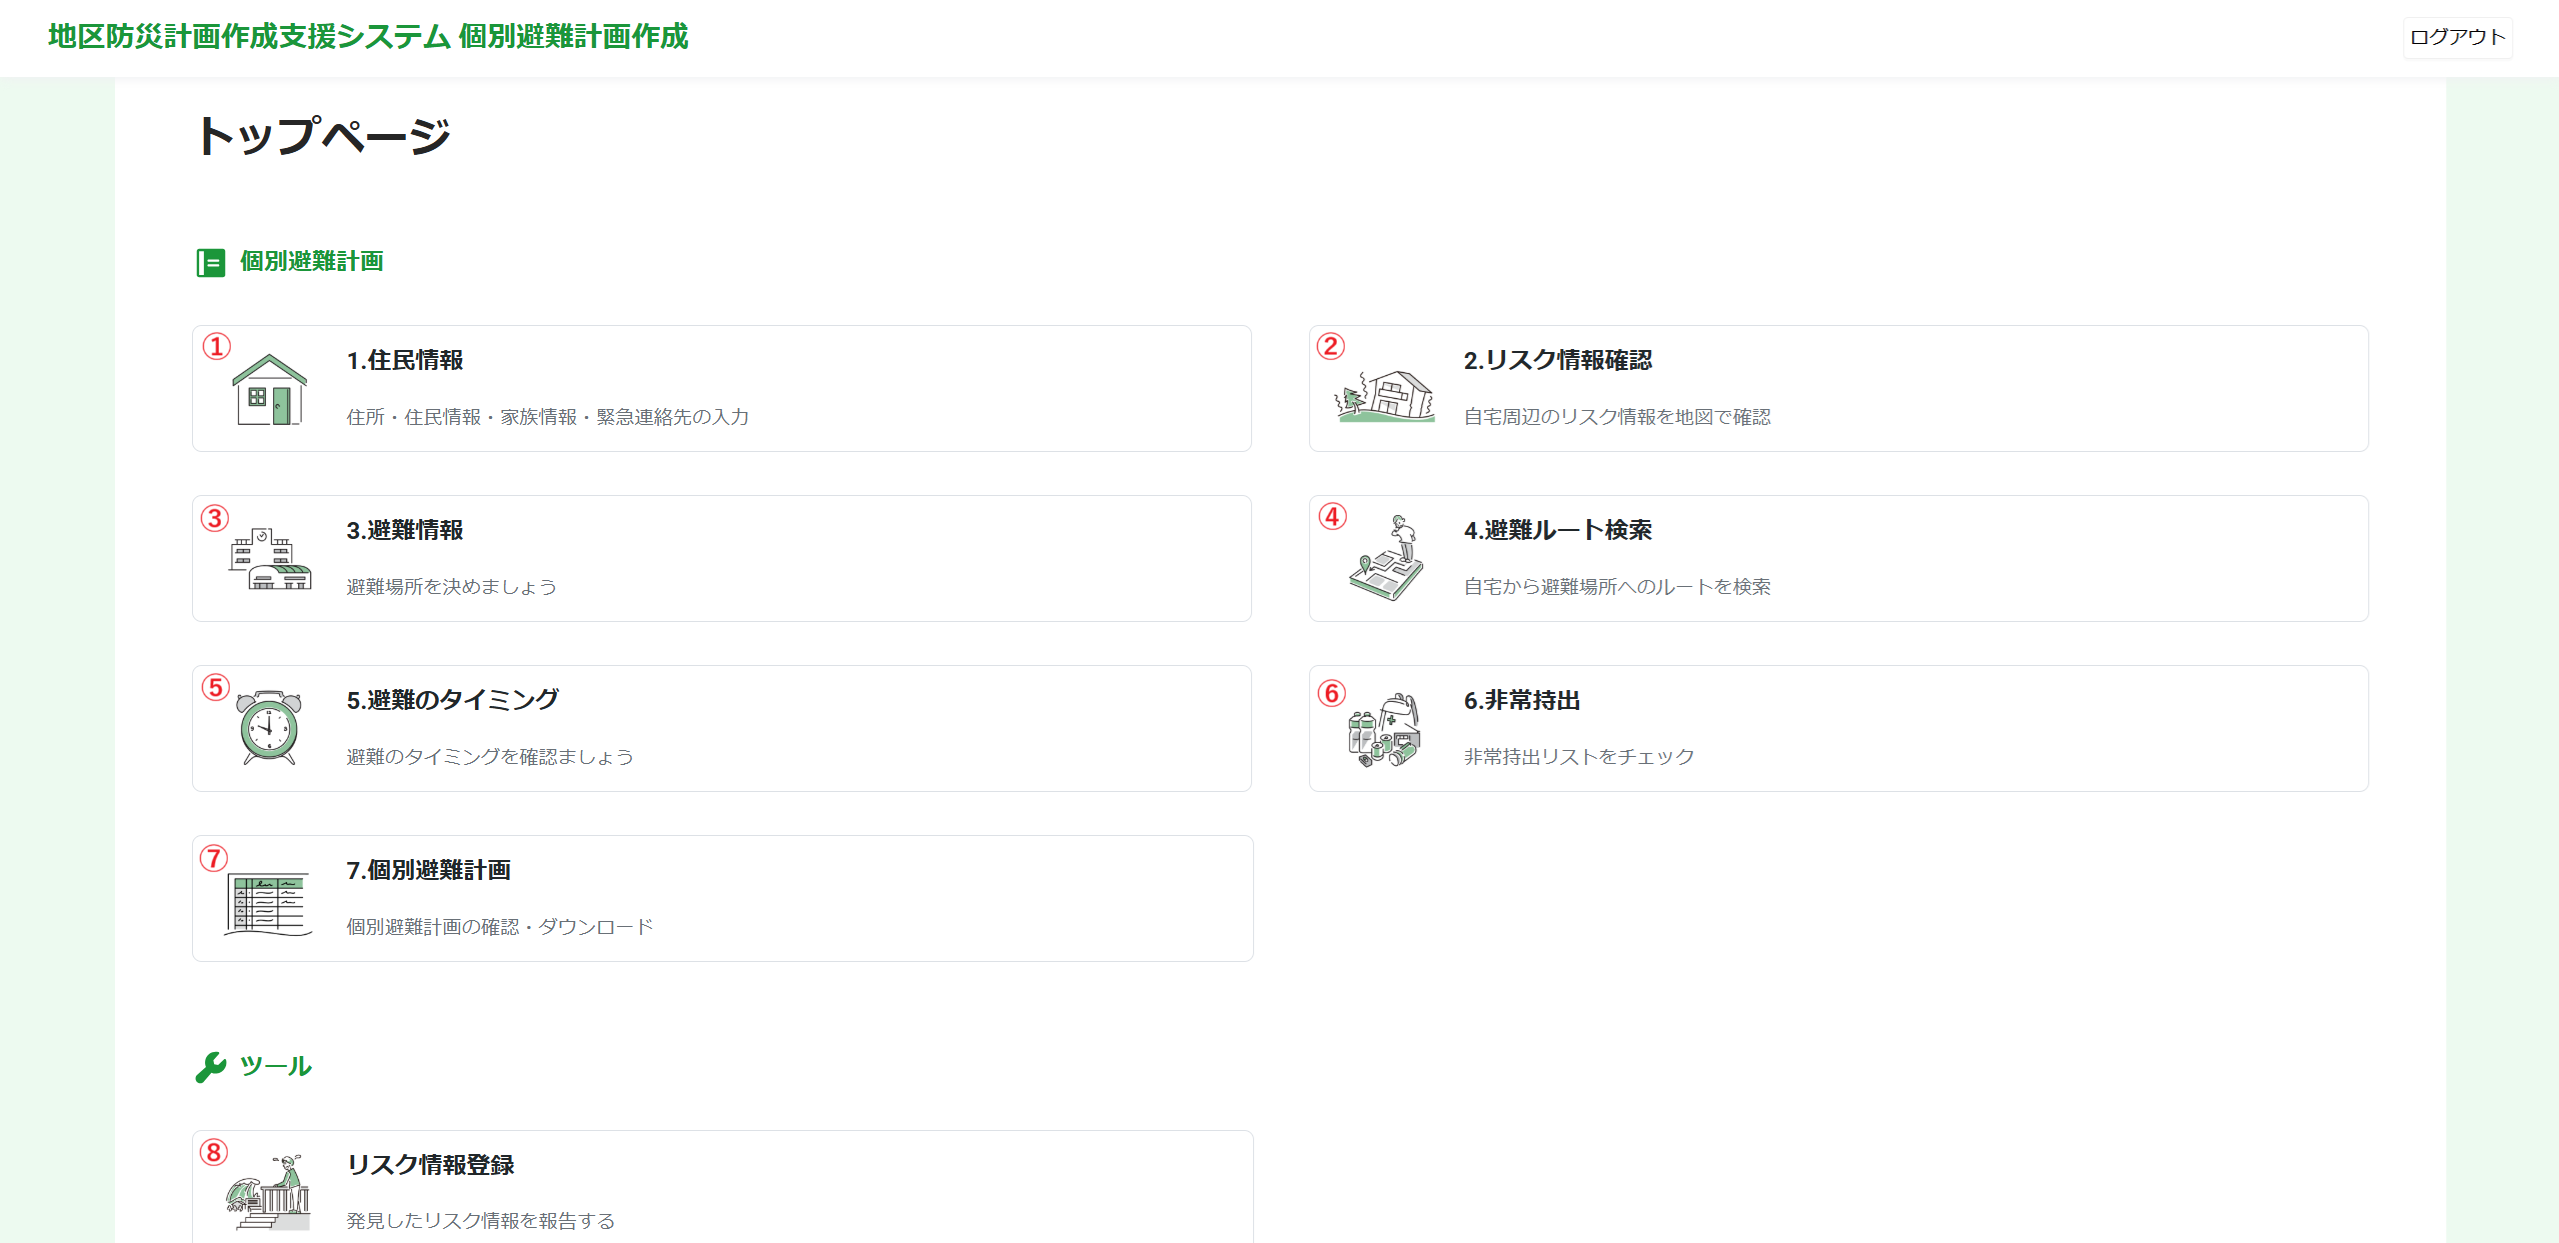 地区防災計画作成支援システム 個別避難計画作成
ログアウト
トップページ
個別避難計画
①
1.住民情報
住所・住民情報・家族情報・緊急連絡先の入力
②
2.リスク情報確認
自宅周辺のリスク情報を地図で確認
③
3.避難情報
避難場所を決めましょう
④
4.避難ルート検索
自宅から避難場所へのルートを検索
⑤
5.避難のタイミング
避難のタイミングを確認ましょう
⑥
6.非常持出
非常持出リストをチェック
⑦
7.個別避難計画
個別避難計画の確認・ダウンロード
ツール
⑧
リスク情報登録
発見したリスク情報を報告する